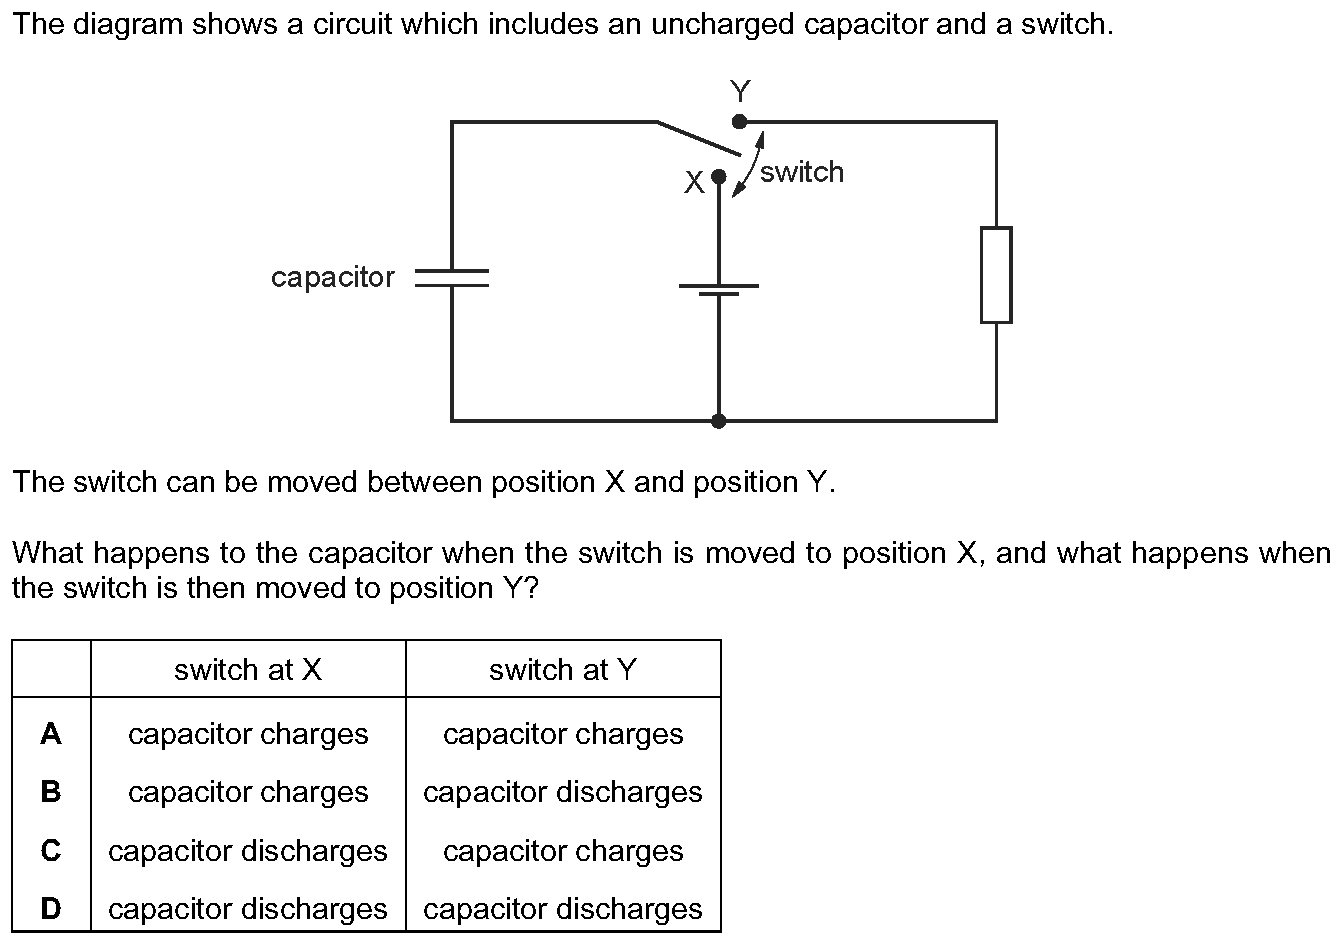 The diagram shows a circuit which includes an uncharged capacitor and a switch.
Y
X
switch
capacitor
The switch can be moved between position X and position Y.
What happens to the capacitor when the switch is moved to position X, and what happens when
the switch is then moved to position Y?
switch at X switch at Y
A capacitor charges capacitor charges
B capacitor charges capacitor discharges
C capacitor discharges capacitor charges
D capacitor discharges capacitor discharges